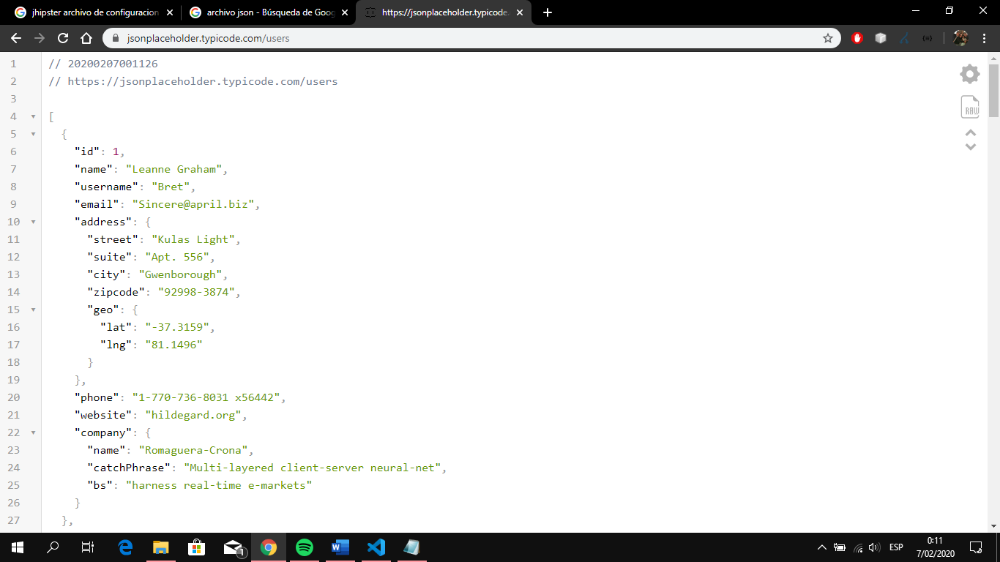 jhipster archivo de configuracion
archivo json - Búsqueda de Goog
https://jsonplaceholder.typicode.
jsonplaceholder.typicode.com/users
1 // 20200207001126
2 // https://jsonplaceholder.typicode.com/users
3
4 [
5 {
6 "id": 1,
7 "name": "Leanne Graham",
8 "username": "Bret",
9 "email": "Sincere@april.biz",
10 "address": {
11 "street": "Kulas Light",
12 "suite": "Apt. 556",
13 "city": "Gwenborough",
14 "zipcode": "92998-3874",
15 "geo": {
16 "lat": "-37.3159",
17 "lng": "81.1496"
18 }
19 },
20 "phone": "1-770-736-8031 x56442",
21 "website": "hildegard.org",
22 "company": {
23 "name": "Romaguera-Crona",
24 "catchPhrase": "Multi-layered client-server neural-net",
25 "bs": "harness real-time e-markets"
26 }
27 },
RAW
1
ESP
0:11
7/02/2020